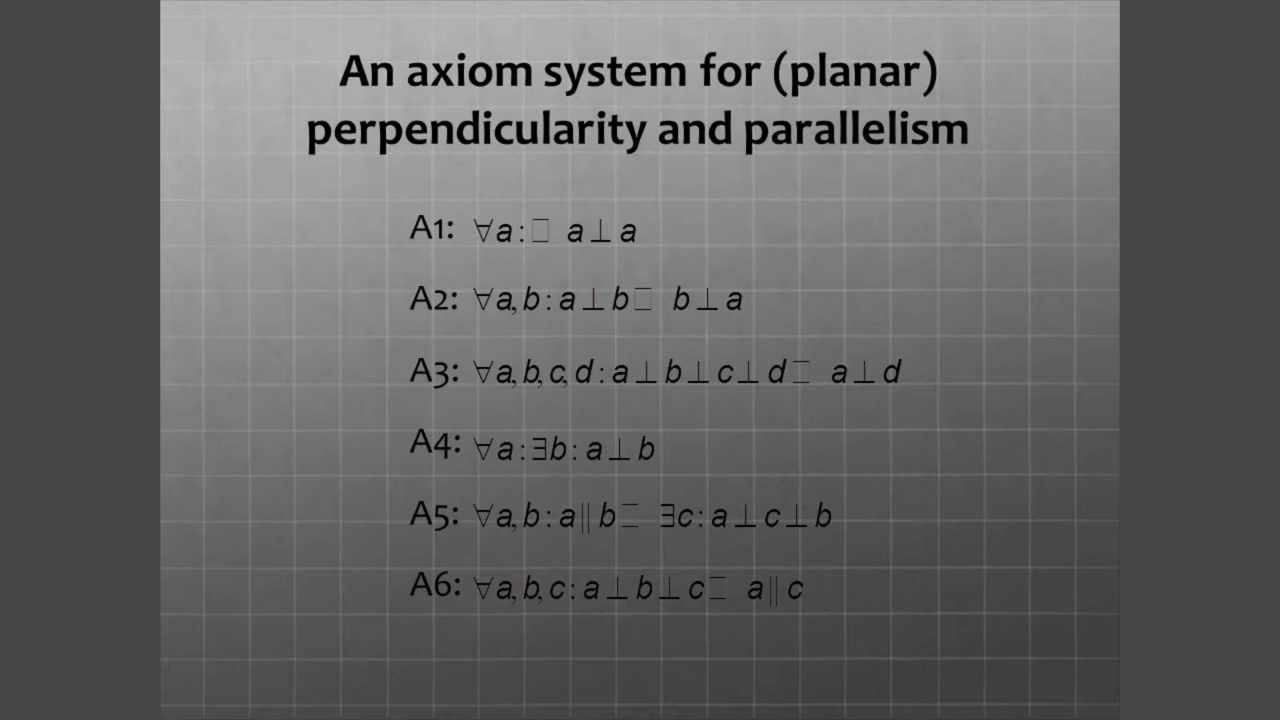 An axiom system for (planar)
perpendicularity and parallelism
A1: ∀a:□ a⊥a
A2: ∀a,b:a⊥b□ b⊥a
A3: ∀a,b,c,d:a⊥b⊥c⊥d□ a⊥d
A4: ∀a:∃b:a⊥b
A5: ∀a,b:a∥b□ ∃c:a⊥c⊥b
A6: ∀a,b,c:a⊥b⊥c□ a∥c